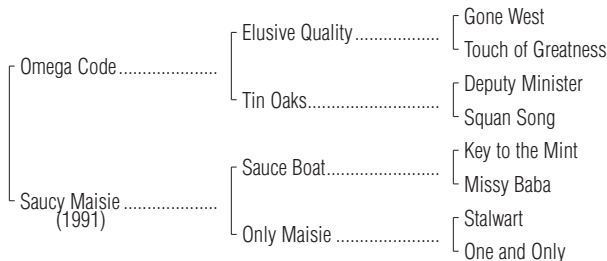 Gone West
Elusive Quality..................
Touch of Greatness
Omega Code.....................
Deputy Minister
Tin Oaks............................
Squan Song
Key to the Mint
Sauce Boat........................
Missy Baba
Saucy Maisie....................
(1991)
Stalwart
Only Maisie ......................
One and Only